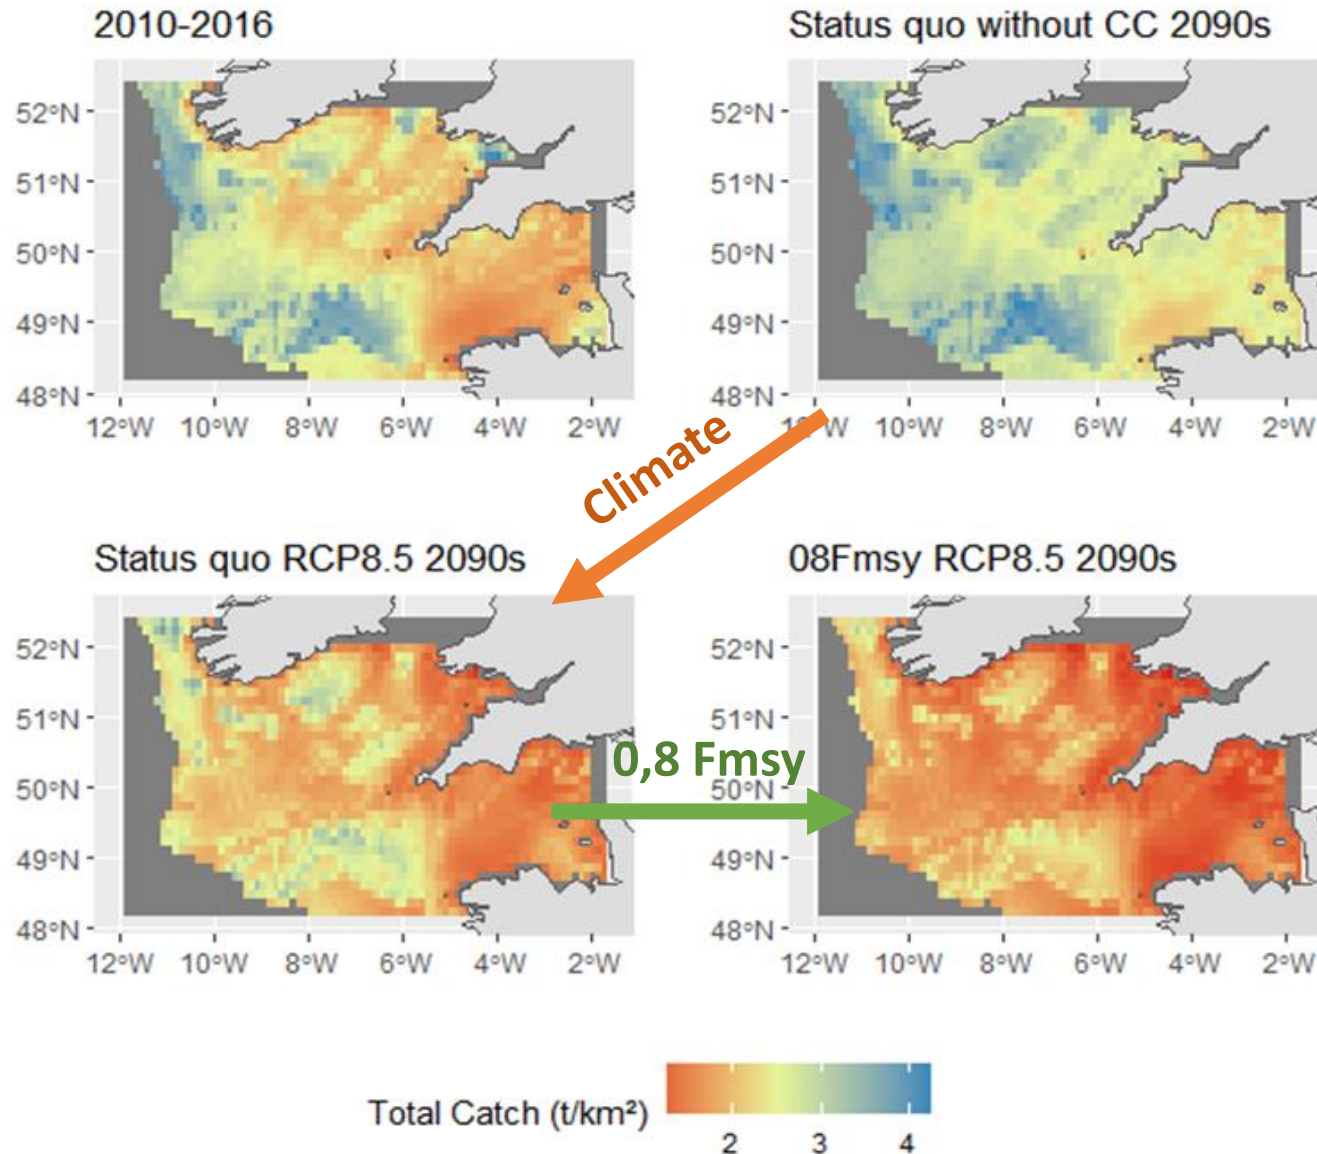 2010-2016
Status quo without CC 2090s
52°N
51°N
50°N
49°N
48°N
12°W 10°W 8°W 6°W 4°W 2°W
52°N
51°N
50°N
49°N
48°N
12°W 10°W 8°W 6°W 4°W 2°W
Climate
Status quo RCP8.5 2090s
08Fmsy RCP8.5 2090s
52°N
51°N
50°N
49°N
48°N
12°W 10°W 8°W 6°W 4°W 2°W
0,8 Fmsy
52°N
51°N
50°N
49°N
48°N
12°W 10°W 8°W 6°W 4°W 2°W
Total Catch (t/km²)
2 3 4